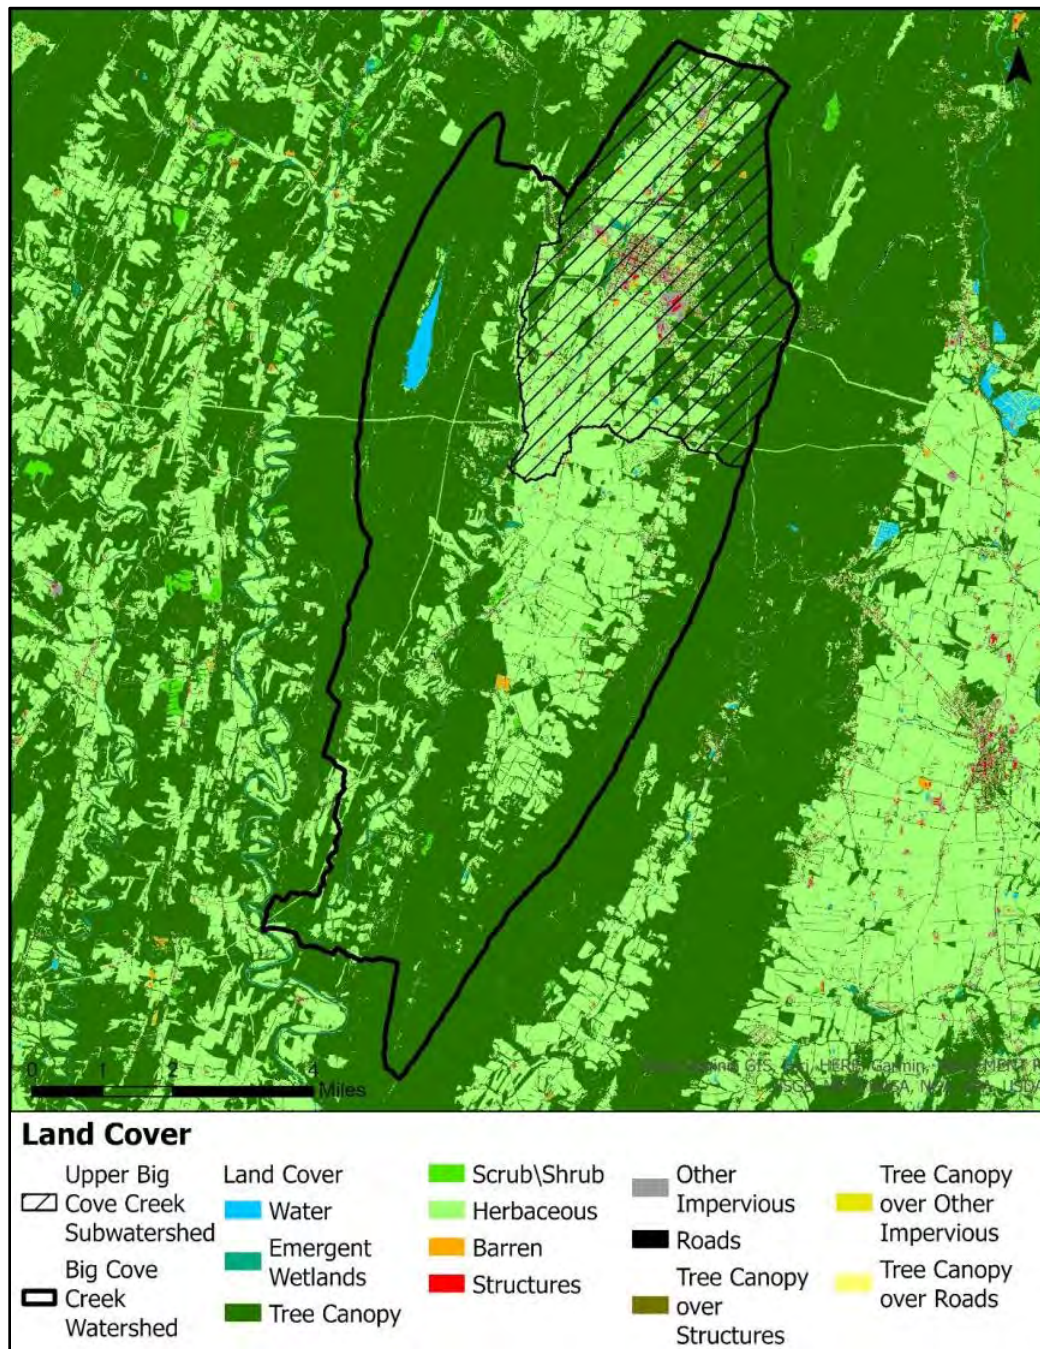 N
0 1 2 4
Miles
Land Cover
Upper Big
Cove Creek
Subwatershed
Big Cove
Creek
Watershed
Land Cover
Water
Emergent
Wetlands
Tree Canopy
Scrub\Shrub
Herbaceous
Barren
Structures
Other
Impervious
Roads
Tree Canopy
over
Structures
Tree Canopy
over Other
Impervious
Tree Canopy
over Roads